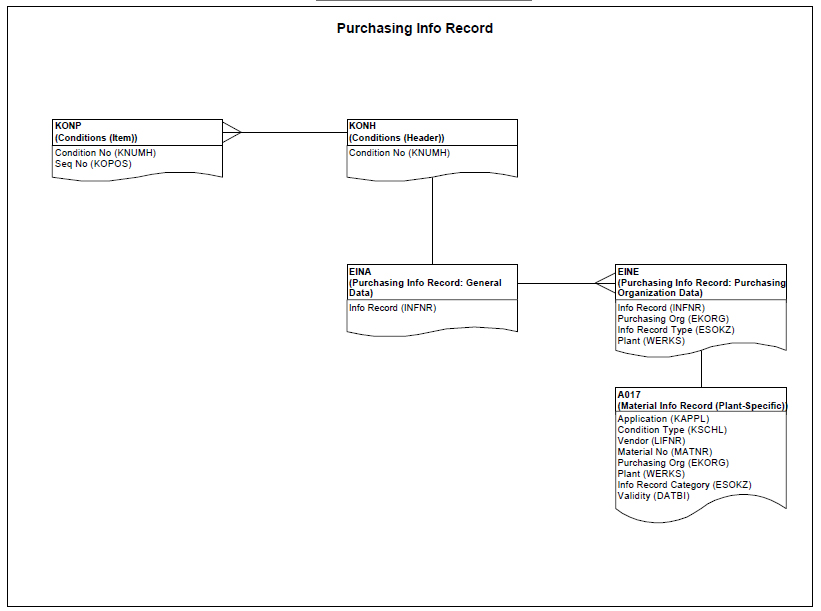 Purchasing Info Record
KONP
(Conditions (Item))
Condition No (KNUMH)
Seq No (KOPOS)
KONH
(Conditions (Header))
Condition No (KNUMH)
EINA
(Purchasing Info Record: General
Data)
Info Record (INFNR)
EINE
(Purchasing Info Record: Purchasing
Organization Data)
Info Record (INFNR)
Purchasing Org (EKORG)
Info Record Type (ESOKZ)
Plant (WERKS)
A017
(Material Info Record (Plant-Specific))
Application (KAPPL)
Condition Type (KSCHL)
Vendor (LIFNR)
Material No (MATNR)
Purchasing Org (EKORG)
Plant (WERKS)
Info Record Category (ESOKZ)
Validity (DATBI)